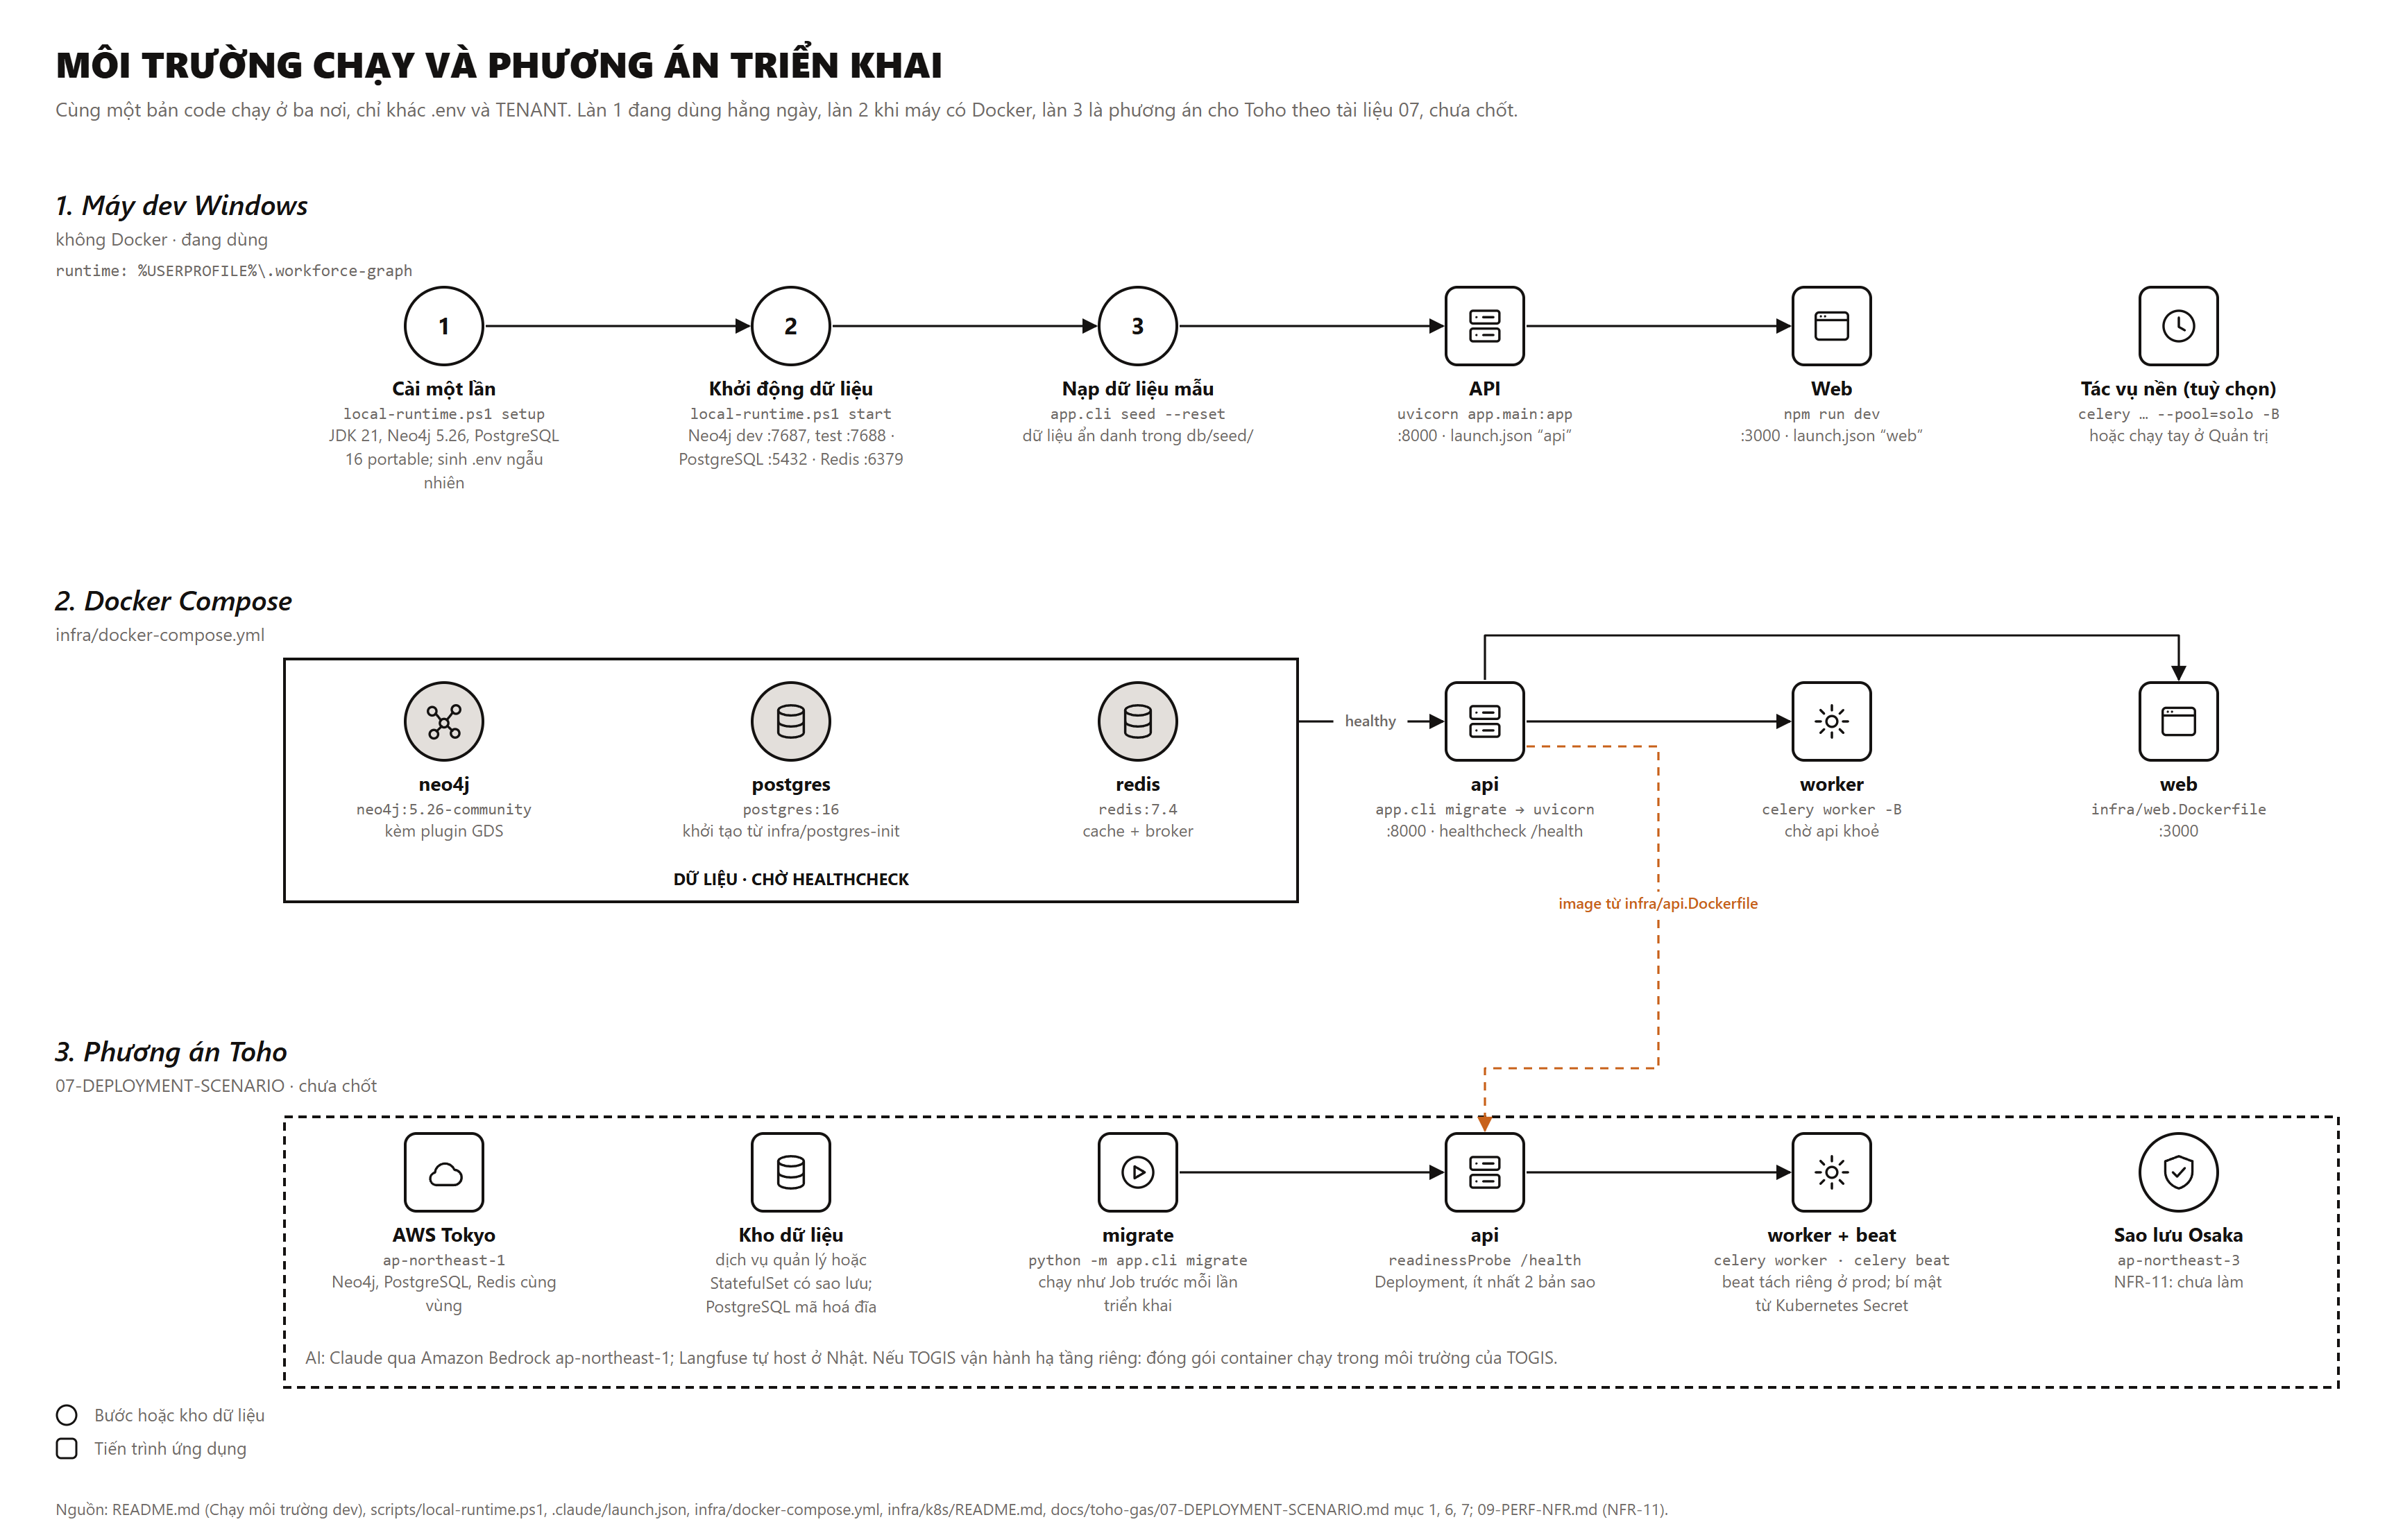 MÔI TRƯỜNG CHẠY VÀ PHƯƠNG ÁN TRIỂN KHAI
Cùng một bản code chạy ở ba nơi, chỉ khác .env và TENANT. Làn 1 đang dùng hằng ngày, làn 2 khi máy có Docker, làn 3 là phương án cho Toho theo tài liệu 07, chưa chốt.
1. Máy dev Windows
không Docker · đang dùng
runtime: %USERPROFILE%\.workforce-graph
1
2
3
Cài một lần
local-runtime.ps1 setup
JDK 21, Neo4j 5.26, PostgreSQL
16 portable; sinh .env ngẫu
nhiên
Khởi động dữ liệu
local-runtime.ps1 start
Neo4j dev :7687, test :7688 ·
PostgreSQL :5432 · Redis :6379
Nạp dữ liệu mẫu
app.cli seed --reset
dữ liệu ẩn danh trong db/seed/
API
uvicorn app.main:app
:8000 · launch.json “api”
Web
npm run dev
:3000 · launch.json “web”
Tác vụ nền (tuỳ chọn)
celery … --pool=solo -B
hoặc chạy tay ở Quản trị
2. Docker Compose
infra/docker-compose.yml
neo4j
neo4j:5.26-community
kèm plugin GDS
postgres
postgres:16
khởi tạo từ infra/postgres-init
redis
redis:7.4
cache + broker
DỮ LIỆU · CHỜ HEALTHCHECK
healthy
api
app.cli migrate → uvicorn
:8000 · healthcheck /health
worker
celery worker -B
chờ api khoẻ
web
infra/web.Dockerfile
:3000
image từ infra/api.Dockerfile
3. Phương án Toho
07-DEPLOYMENT-SCENARIO · chưa chốt
AWS Tokyo
ap-northeast-1
Neo4j, PostgreSQL, Redis cùng
vùng
Kho dữ liệu
dịch vụ quản lý hoặc
StatefulSet có sao lưu;
PostgreSQL mã hoá đĩa
migrate
python -m app.cli migrate
chạy như Job trước mỗi lần
triển khai
api
readinessProbe /health
Deployment, ít nhất 2 bản sao
worker + beat
celery worker · celery beat
beat tách riêng ở prod; bí mật
từ Kubernetes Secret
Sao lưu Osaka
ap-northeast-3
NFR-11: chưa làm
AI: Claude qua Amazon Bedrock ap-northeast-1; Langfuse tự host ở Nhật. Nếu TOGIS vận hành hạ tầng riêng: đóng gói container chạy trong môi trường của TOGIS.
Bước hoặc kho dữ liệu
Tiến trình ứng dụng
Nguồn: README.md (Chạy môi trường dev), scripts/local-runtime.ps1, .claude/launch.json, infra/docker-compose.yml, infra/k8s/README.md, docs/toho-gas/07-DEPLOYMENT-SCENARIO.md mục 1, 6, 7; 09-PERF-NFR.md (NFR-11).